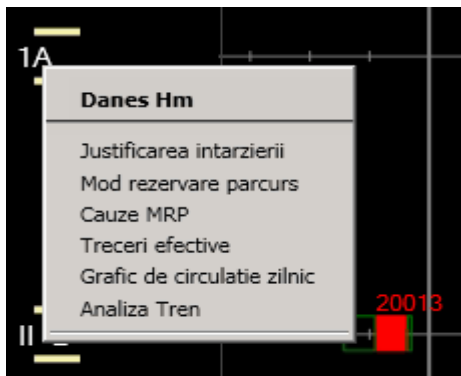 1A
Danes Hm
Justificarea intarzierii
Mod rezervare parcurs
Cauze MRP
Treceri efective
Grafic de circulatie zilnic
Analiza Tren
20013
II